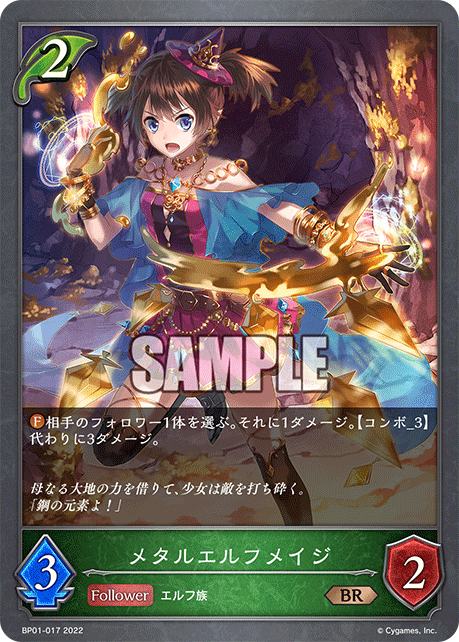 2
SAMPLE
F相手のフォロワー1体を選ぶ。それに1ダメージ。【コンボ_3】
代わりに3ダメージ。
母なる大地の力を借りて、少女は敵を打ち砕く。
「鋼の元素よ！」
メタルエルフメイジ
3
Follower エルフ族
BR
2
BP01-017 2022
© Cygames, Inc.